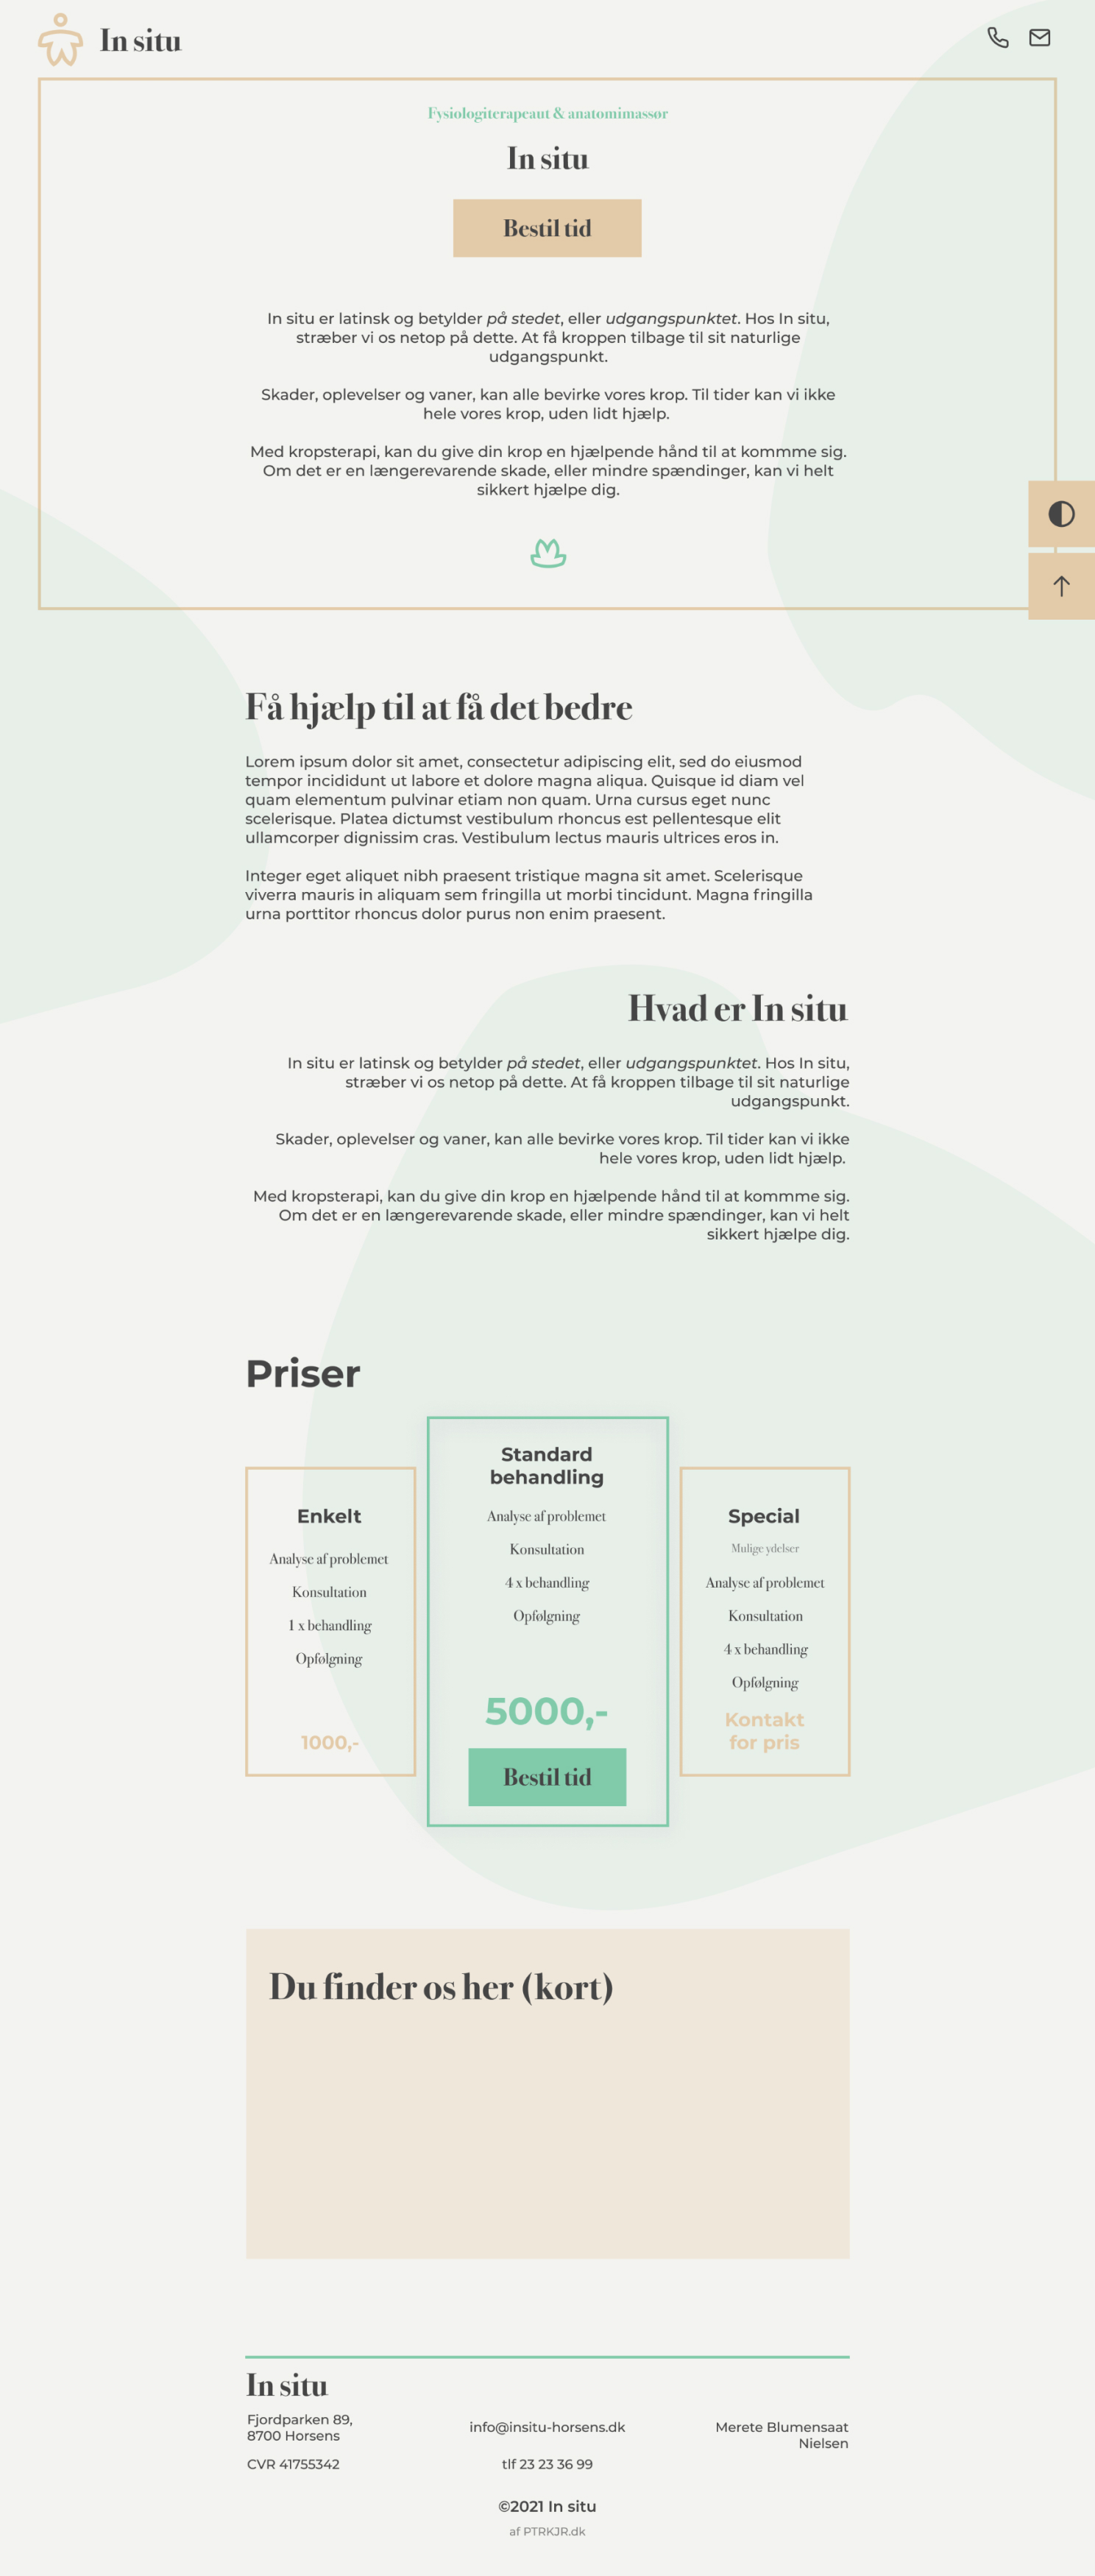 In situ
Fysiologiterapeaut & anatomimassør
In situ
Bestil tid
In situ er latinsk og betylder på stedet, eller udgangspunktet. Hos In situ,
stræber vi os netop på dette. At få kroppen tilbage til sit naturlige
udgangspunkt.
Skader, oplevelser og vaner, kan alle bevirke vores krop. Til tider kan vi ikke
hele vores krop, uden lidt hjælp.
Med kropsterapi, kan du give din krop en hjælpende hånd til at kommme sig.
Om det er en længerevarende skade, eller mindre spændinger, kan vi helt
sikkert hjælpe dig.
Få hjælp til at få det bedre
Lorem ipsum dolor sit amet, consectetur adipiscing elit, sed do eiusmod
tempor incididunt ut labore et dolore magna aliqua. Quisque id diam vel
quam elementum pulvinar etiam non quam. Urna cursus eget nunc
scelerisque. Platea dictumst vestibulum rhoncus est pellentesque elit
ullamcorper dignissim cras. Vestibulum lectus mauris ultrices eros in.
Integer eget aliquet nibh praesent tristique magna sit amet. Scelerisque
viverra mauris in aliquam sem fringilla ut morbi tincidunt. Magna fringilla
urna porttitor rhoncus dolor purus non enim praesent.
Hvad er In situ
In situ er latinsk og betylder på stedet, eller udgangspunktet. Hos In situ,
stræber vi os netop på dette. At få kroppen tilbage til sit naturlige
udgangspunkt.
Skader, oplevelser og vaner, kan alle bevirke vores krop. Til tider kan vi ikke
hele vores krop, uden lidt hjælp.
Med kropsterapi, kan du give din krop en hjælpende hånd til at kommme sig.
Om det er en længerevarende skade, eller mindre spændinger, kan vi helt
sikkert hjælpe dig.
Priser
Enkelt
Analyse af problemet
Konsultation
1 x behandling
Opfølgning
1000,-
Standard
behandling
Analyse af problemet
Konsultation
4 x behandling
Opfølgning
5000,-
Bestil tid
Special
Mulige ydelser
Analyse af problemet
Konsultation
4 x behandling
Opfølgning
Kontakt
for pris
Du finder os her (kort)
In situ
Fjordparken 89,
8700 Horsens
CVR 41755342
info@insitu-horsens.dk
tlf 23 23 36 99
Merete Blumensaat
Nielsen
©2021 In situ
af PTRKJR.dk